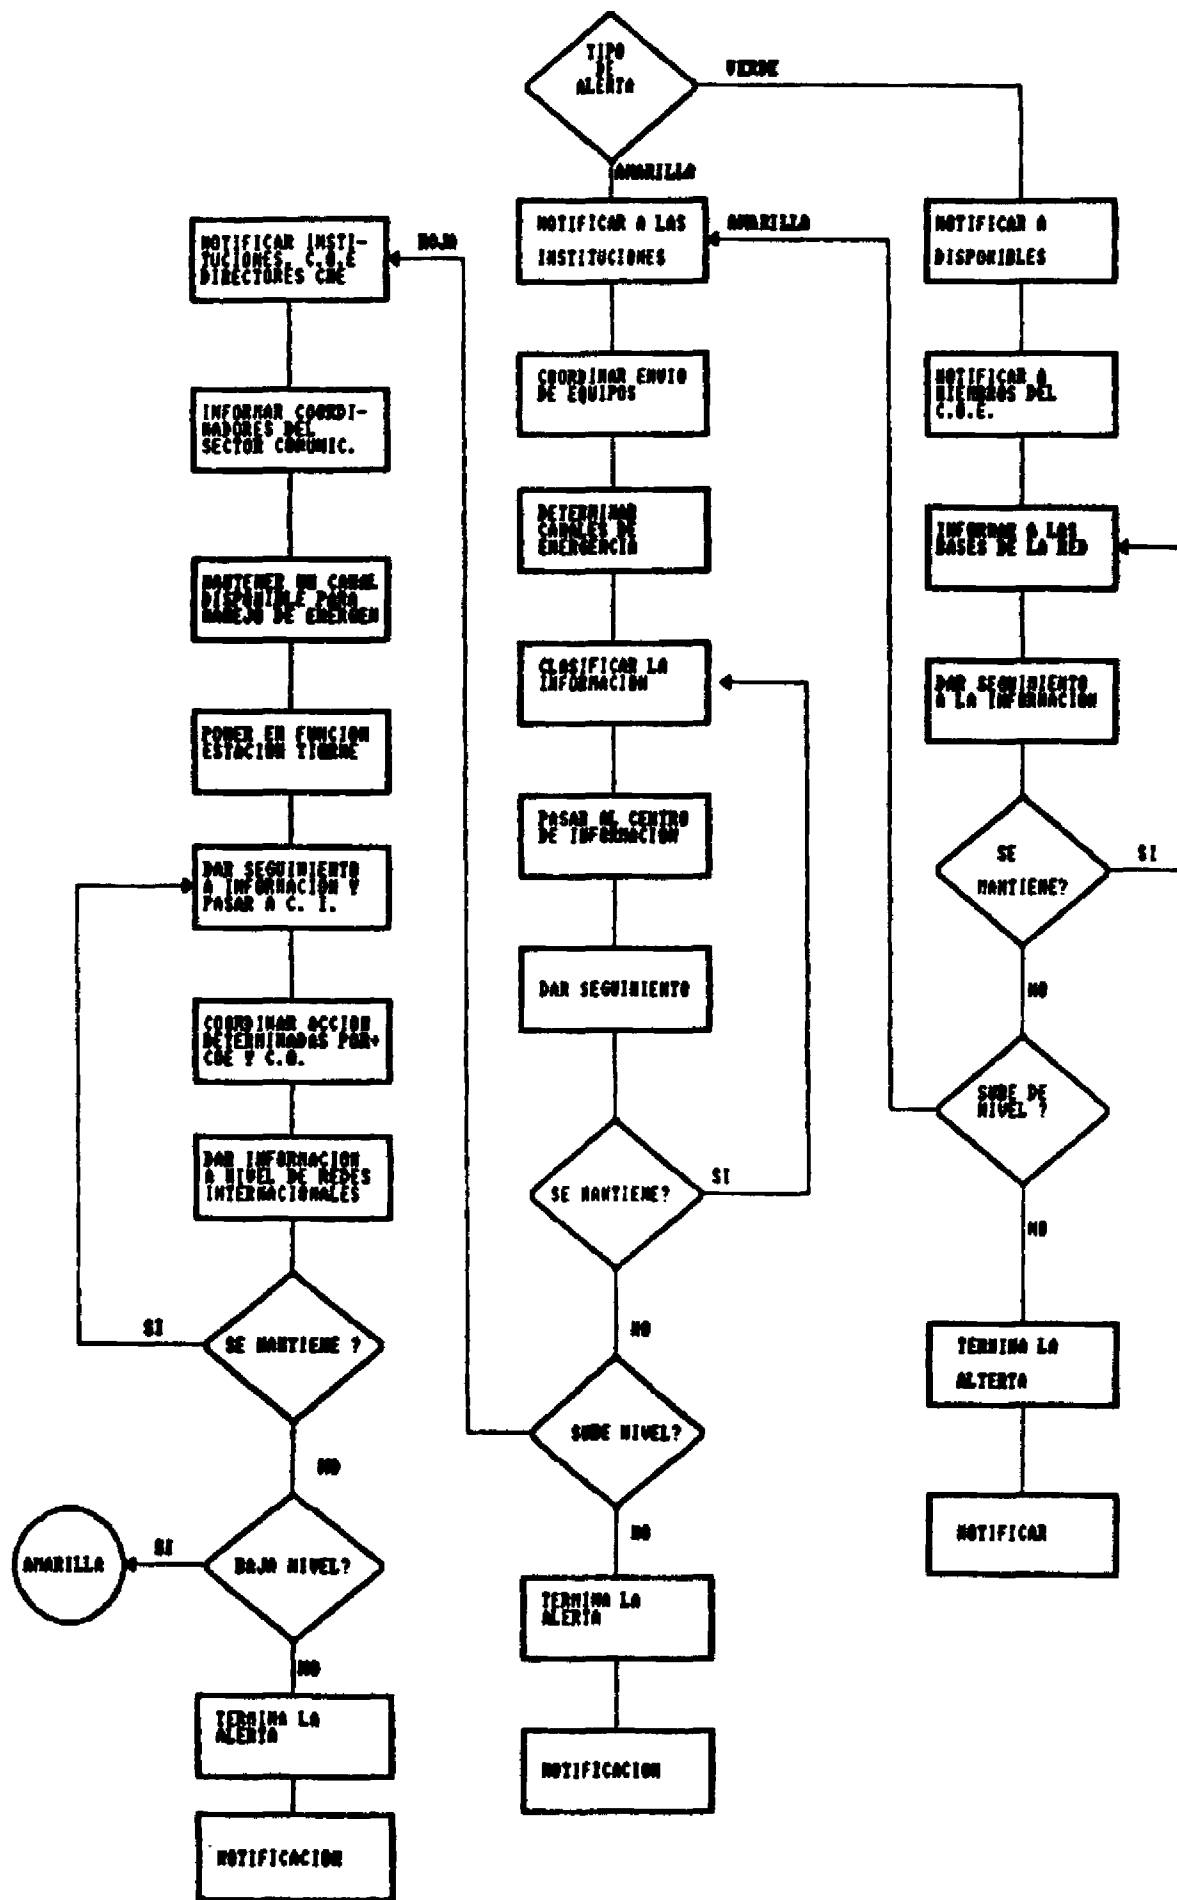 TIPO
DE
ALERTA
VERDE
AMARILLA
NOTIFICAR INSTI-
TUCIONES, C.O.E
DIRECTORES CNE
ROJA
INFORMAR COORDI-
NADORES DEL
SECTOR COMUNIC.
MANTENER UN CANAL
DISPONIBLE PARA
MANEJO DE EMERGEN
PONER EN FUNCION
ESTACION
DAR SEGUIMIENTO
A INFORMACION Y
PASAR A C. I.
COORDINAR ACCION
DETERMINADAS POR+
COE Y C.O.
DAR INFORMACION
A NIVEL DE REDES
INTERNACIONALES
SE MANTIENE ?
SI
NO
BAJA NIVEL?
SI
AMARILLA
NO
TERMINA LA
ALERTA
NOTIFICACION
NOTIFICAR A LAS
INSTITUCIONES
AMARILLA
COORDINAR ENVIO
DE EQUIPOS
DETERMINAR
CANALES DE
EMERGENCIA
CLASIFICAR LA
INFORMACION
PASAR AL CENTRO
DE INFORMACION
DAR SEGUIMIENTO
SE MANTIENE?
SI
NO
SUBE NIVEL?
NO
TERMINA LA
ALERTA
NOTIFICACION
NOTIFICAR A
DISPONIBLES
NOTIFICAR A
MIEMBROS DEL
C.O.E.
INFORMAR A LAS
BASES DE LA RED
DAR SEGUIMIENTO
A LA INFORMACION
SE
MANTIENE?
SI
NO
SUBE DE
NIVEL ?
NO
TERMINA LA
ALTERTA
NOTIFICAR